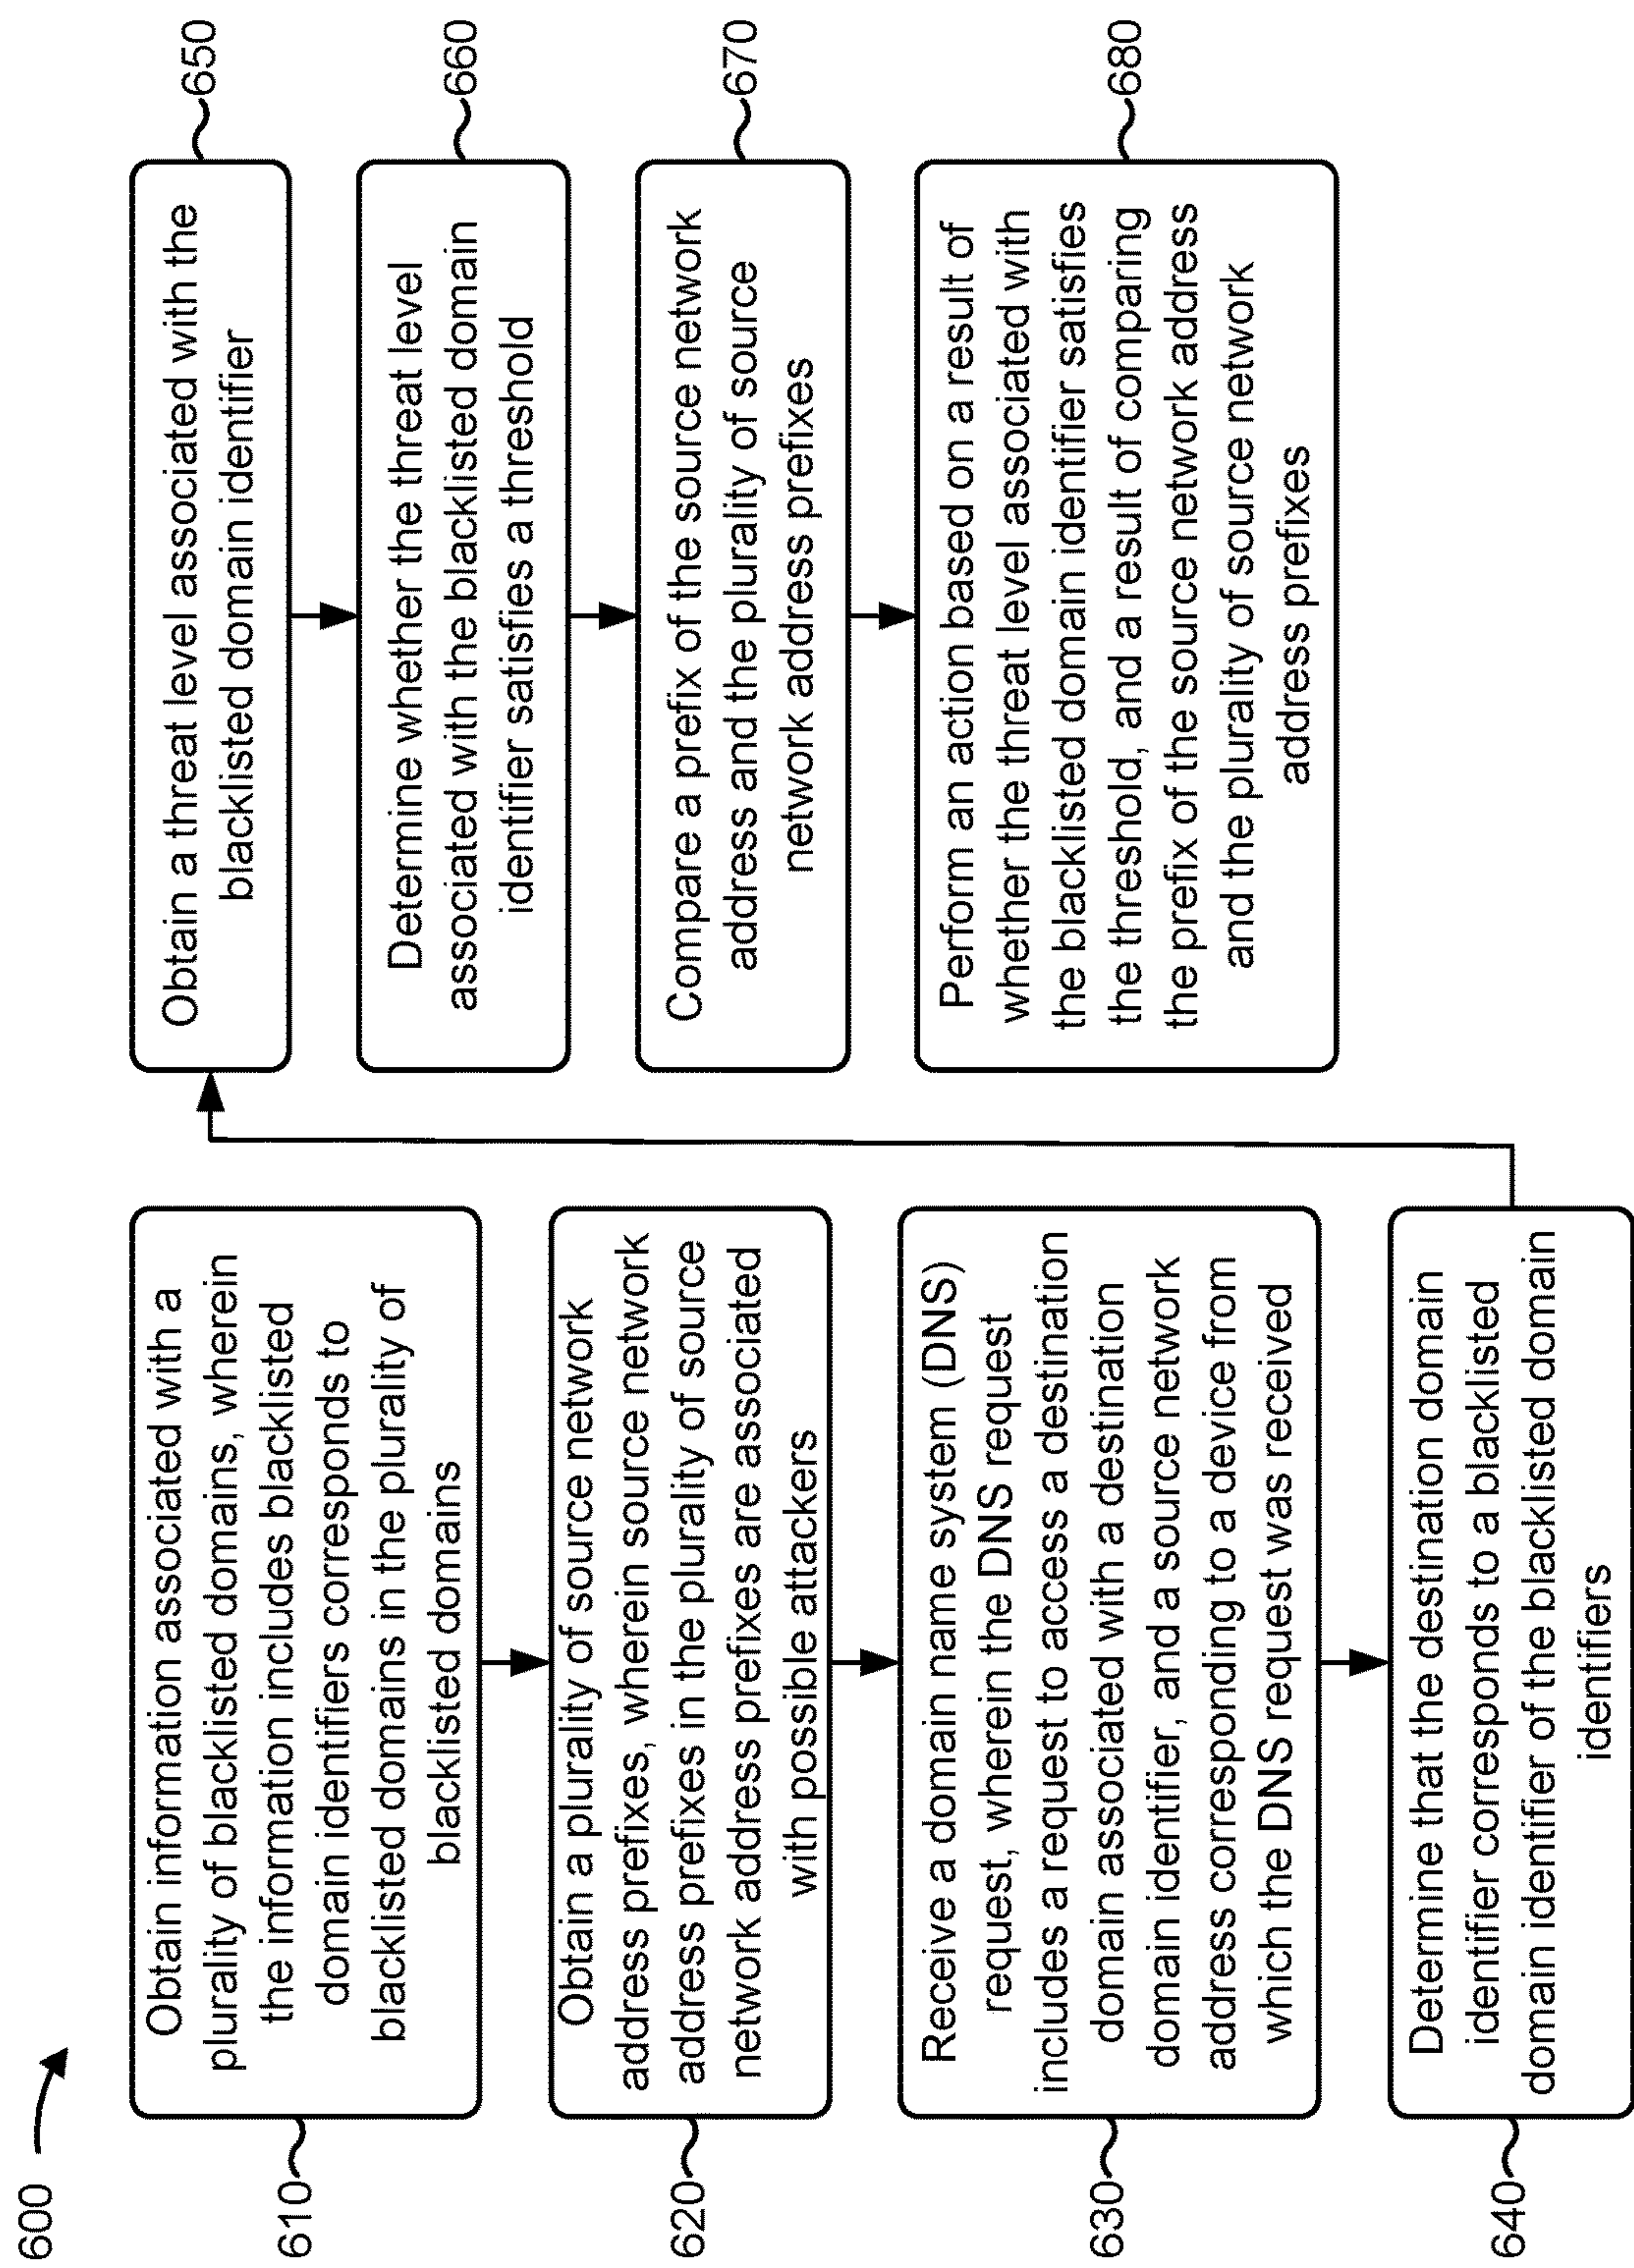 600
610
Obtain information associated with a
plurality of blacklisted domains, wherein
the information includes blacklisted
domain identifiers corresponds to
blacklisted domains in the plurality of
blacklisted domains
620
Obtain a plurality of source network
address prefixes, wherein source network
address prefixes in the plurality of source
network address prefixes are associated
with possible attackers
630
Receive a domain name system (DNS)
request, wherein the DNS request
includes a request to access a destination
domain associated with a destination
domain identifier, and a source network
address corresponding to a device from
which the DNS request was received
640
Determine that the destination domain
identifier corresponds to a blacklisted
domain identifier of the blacklisted domain
identifiers
Obtain a threat level associated with the
blacklisted domain identifier
650
Determine whether the threat level
associated with the blacklisted domain
identifier satisfies a threshold
660
Compare a prefix of the source network
address and the plurality of source
network address prefixes
670
Perform an action based on a result of
whether the threat level associated with
the blacklisted domain identifier satisfies
the threshold, and a result of comparing
the prefix of the source network address
and the plurality of source network
address prefixes
680